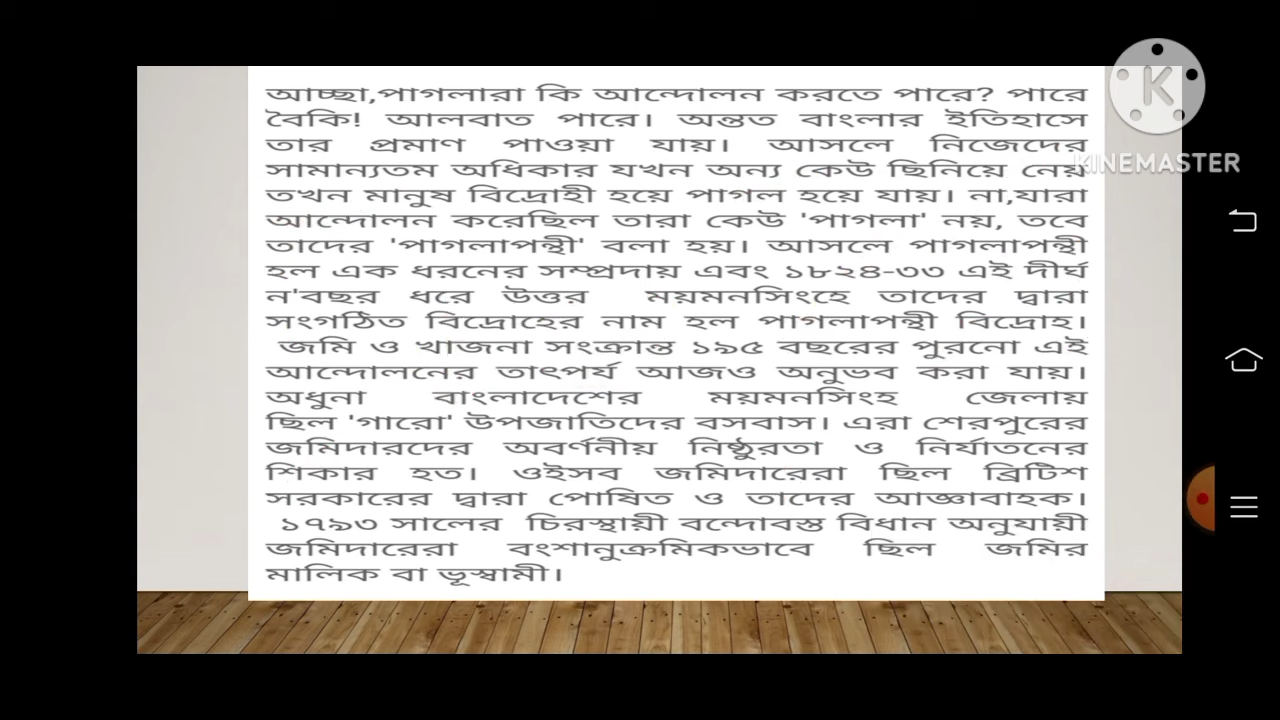 আচ্ছা,পাগলারা কি আন্দোলন করতে পারে? পারে
বৈকি! আলবাত পারে। অন্তত বাংলার ইতিহাসে
তার প্রমাণ পাওয়া যায়। আসলে নিজেদের
সামান্যতম অধিকার যখন অন্য কেউ ছিনিয়ে নেয়
তখন মানুষ বিদ্রোহী হয়ে পাগল হয়ে যায়। না,যারা
আন্দোলন করেছিল তারা কেউ 'পাগলা' নয়, তবে
তাদের 'পাগলাপন্থী' বলা হয়। আসলে পাগলাপন্থী
হল এক ধরনের সম্প্রদায় এবং ১৮২৪-৩৩ এই দীর্ঘ
ন'বছর ধরে উত্তর ময়মনসিংহে তাদের দ্বারা
সংগঠিত বিদ্রোহের নাম হল পাগলাপন্থী বিদ্রোহ।
জমি ও খাজনা সংক্রান্ত ১৯৫ বছরের পুরনো এই
আন্দোলনের তাৎপর্য আজও অনুভব করা যায়।
অধুনা বাংলাদেশের ময়মনসিংহ জেলায়
ছিল 'গারো' উপজাতিদের বসবাস। এরা শেরপুরের
জমিদারদের অবর্ণনীয় নিষ্ঠুরতা ও নির্যাতনের
শিকার হত। ওইসব জমিদারেরা ছিল ব্রিটিশ
সরকারের দ্বারা পোষিত ও তাদের আজ্ঞাবাহক।
১৭৯৩ সালের চিরস্থায়ী বন্দোবস্ত বিধান অনুযায়ী
জমিদারেরা বংশানুক্রমিকভাবে ছিল জমির
মালিক বা ভূস্বামী।
K
KINEMASTER